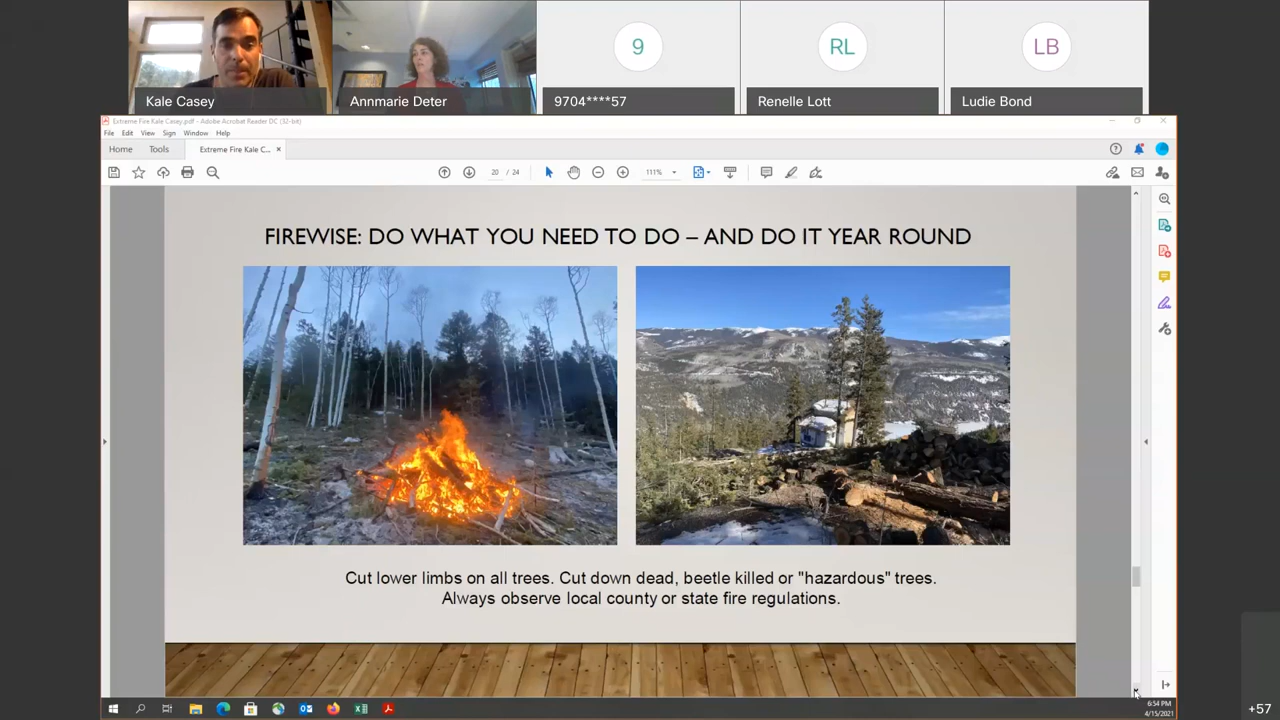 9
RL
LB
Kale Casey
Annmarie Deter
9704****57
Renelle Lott
Ludie Bond
Extreme Fire Kale Casey.pdf - Adobe Acrobat Reader DC (32-bit)
File Edit View Sign Window Help
Home Tools Extreme Fire Kale C... ×
20 / 24 111%
FIREWISE: DO WHAT YOU NEED TO DO – AND DO IT YEAR ROUND
Cut lower limbs on all trees. Cut down dead, beetle killed or "hazardous" trees.
Always observe local county or state fire regulations.
6:54 PM
4/15/2021
+57